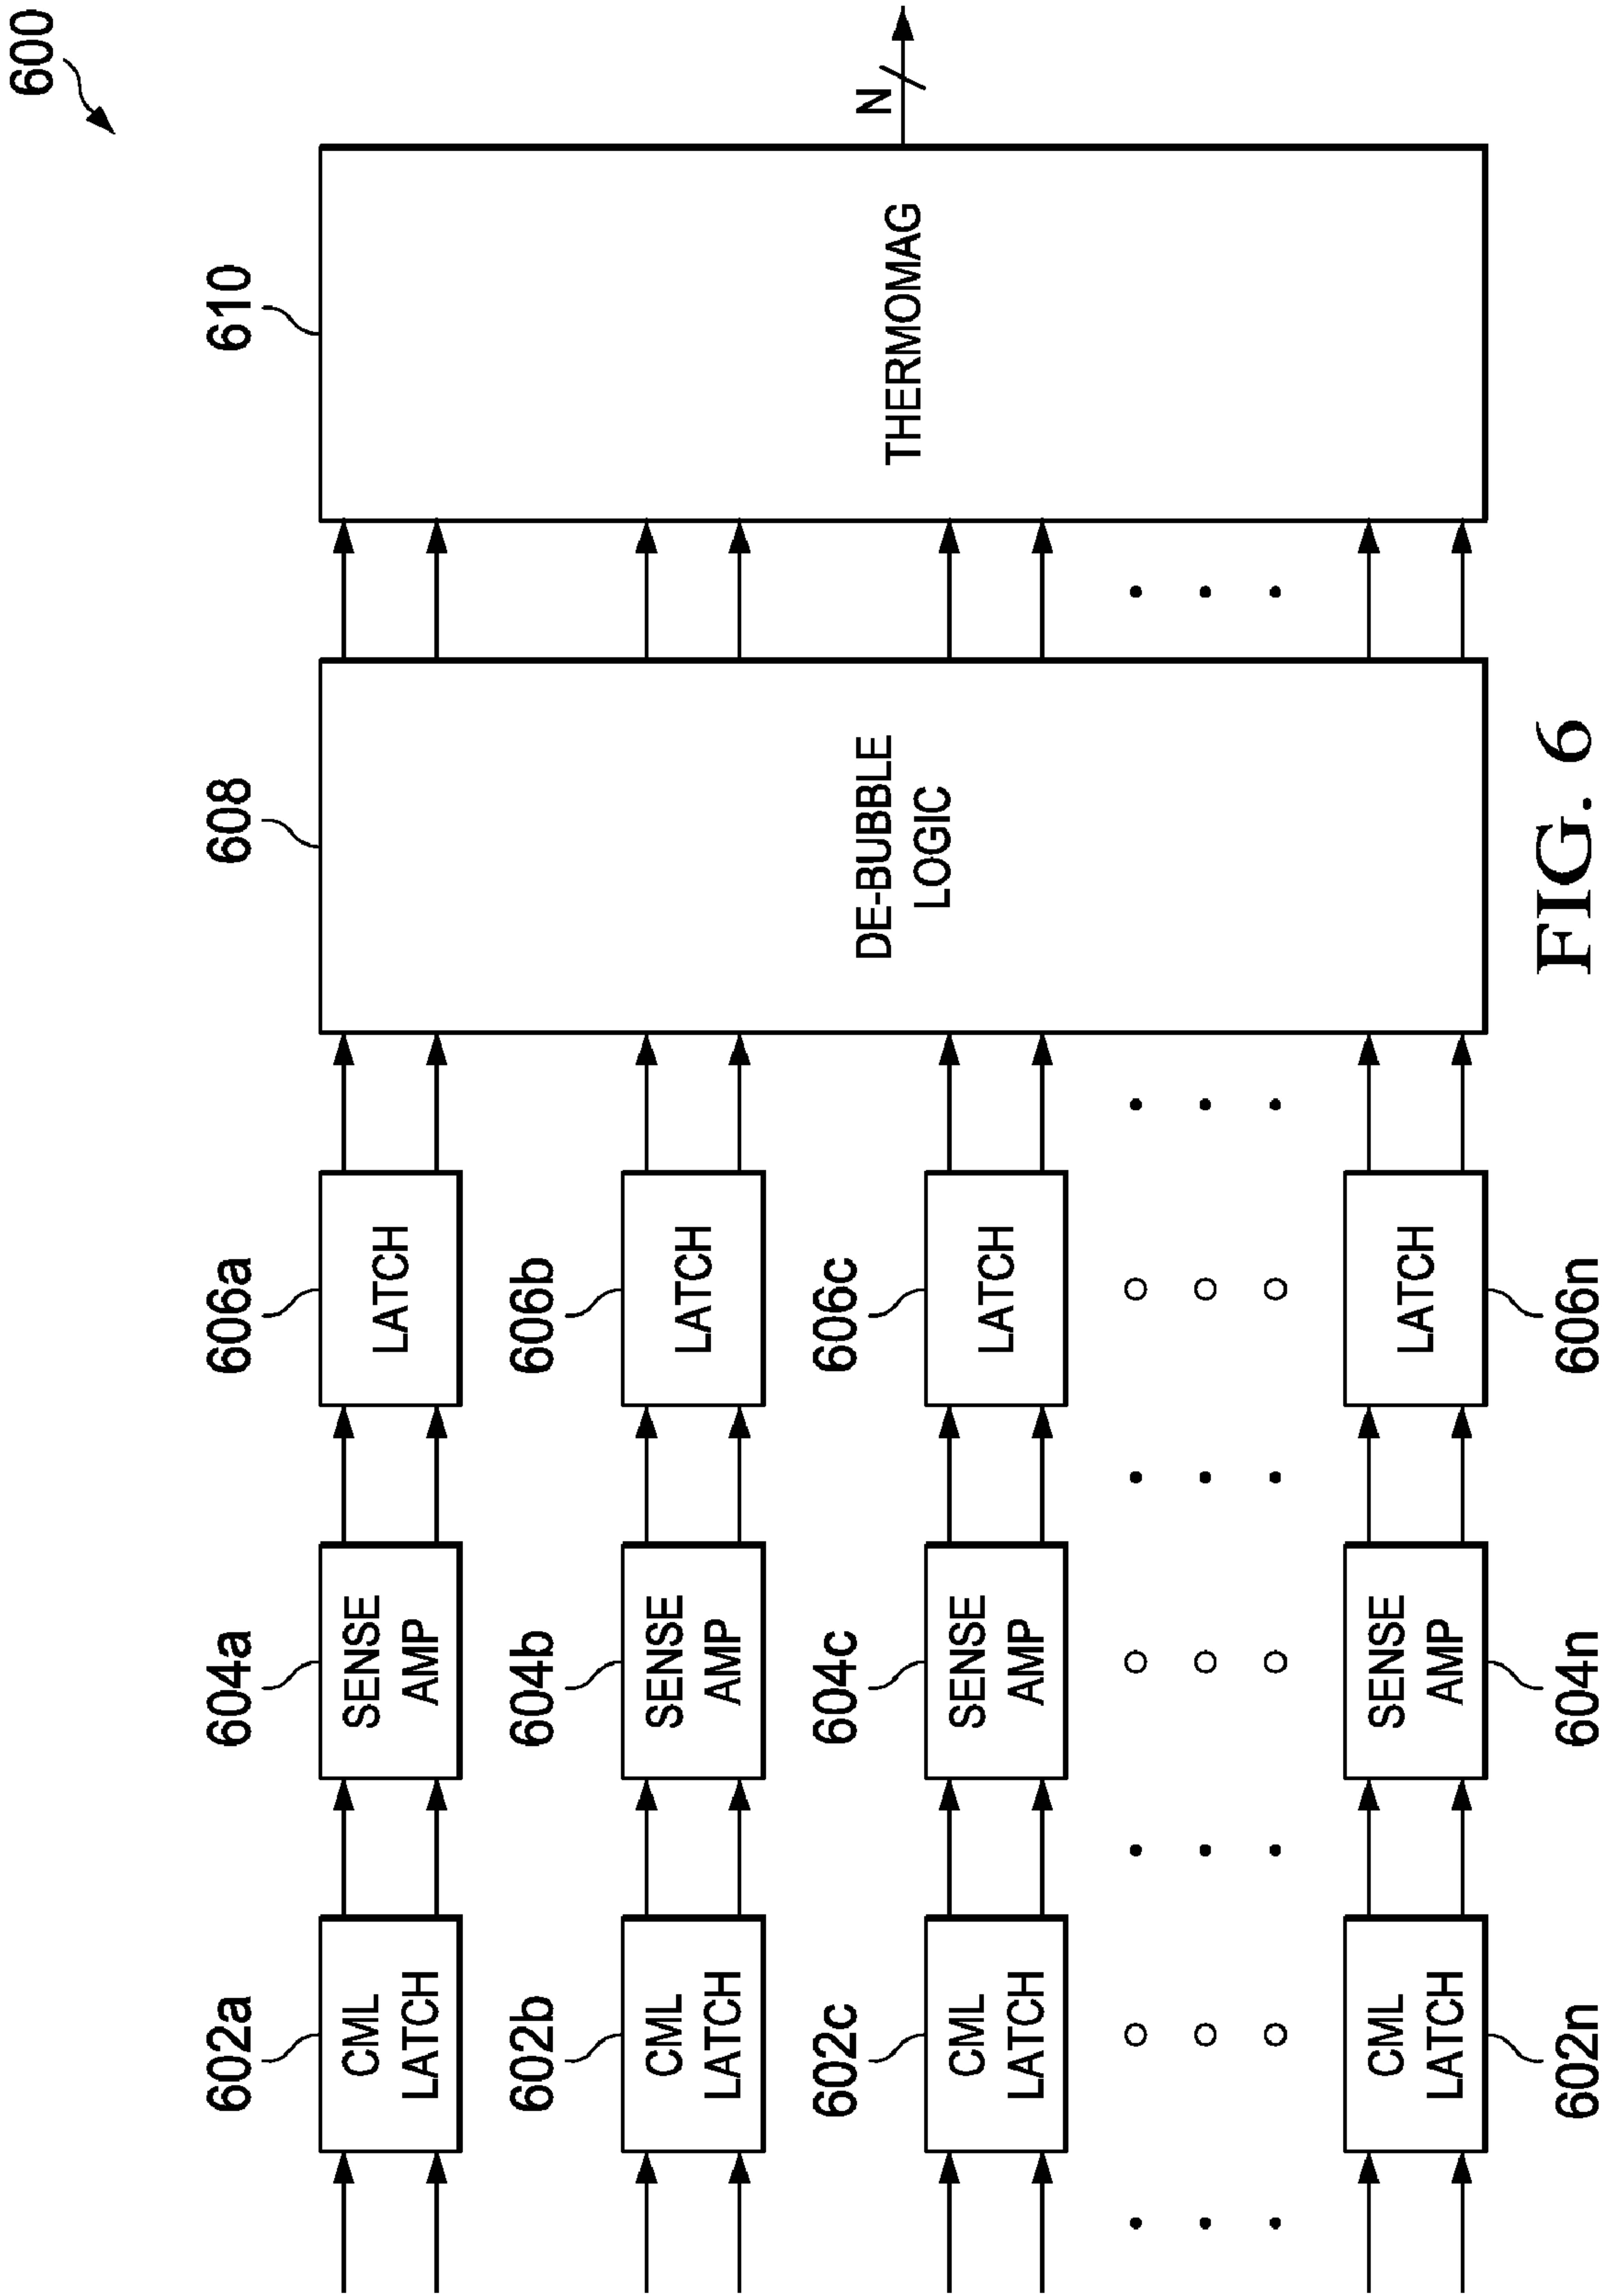 600
602a
604a
606a
608
610
CML
LATCH
SENSE
AMP
LATCH
602b
604b
606b
CML
LATCH
SENSE
AMP
LATCH
DE-BUBBLE
LOGIC
THERMOMAG
N
602c
604c
606c
CML
LATCH
SENSE
AMP
LATCH
CML
LATCH
SENSE
AMP
LATCH
602n
604n
606n
FIG. 6